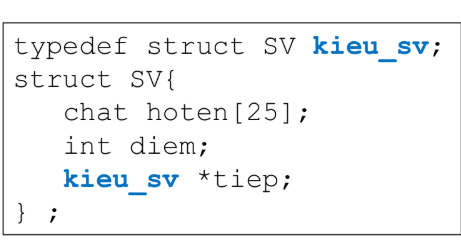 typedef struct SV kieu_sv;
struct SV{
chat hoten[25];
int diem;
kieu_sv *tiep;
} ;